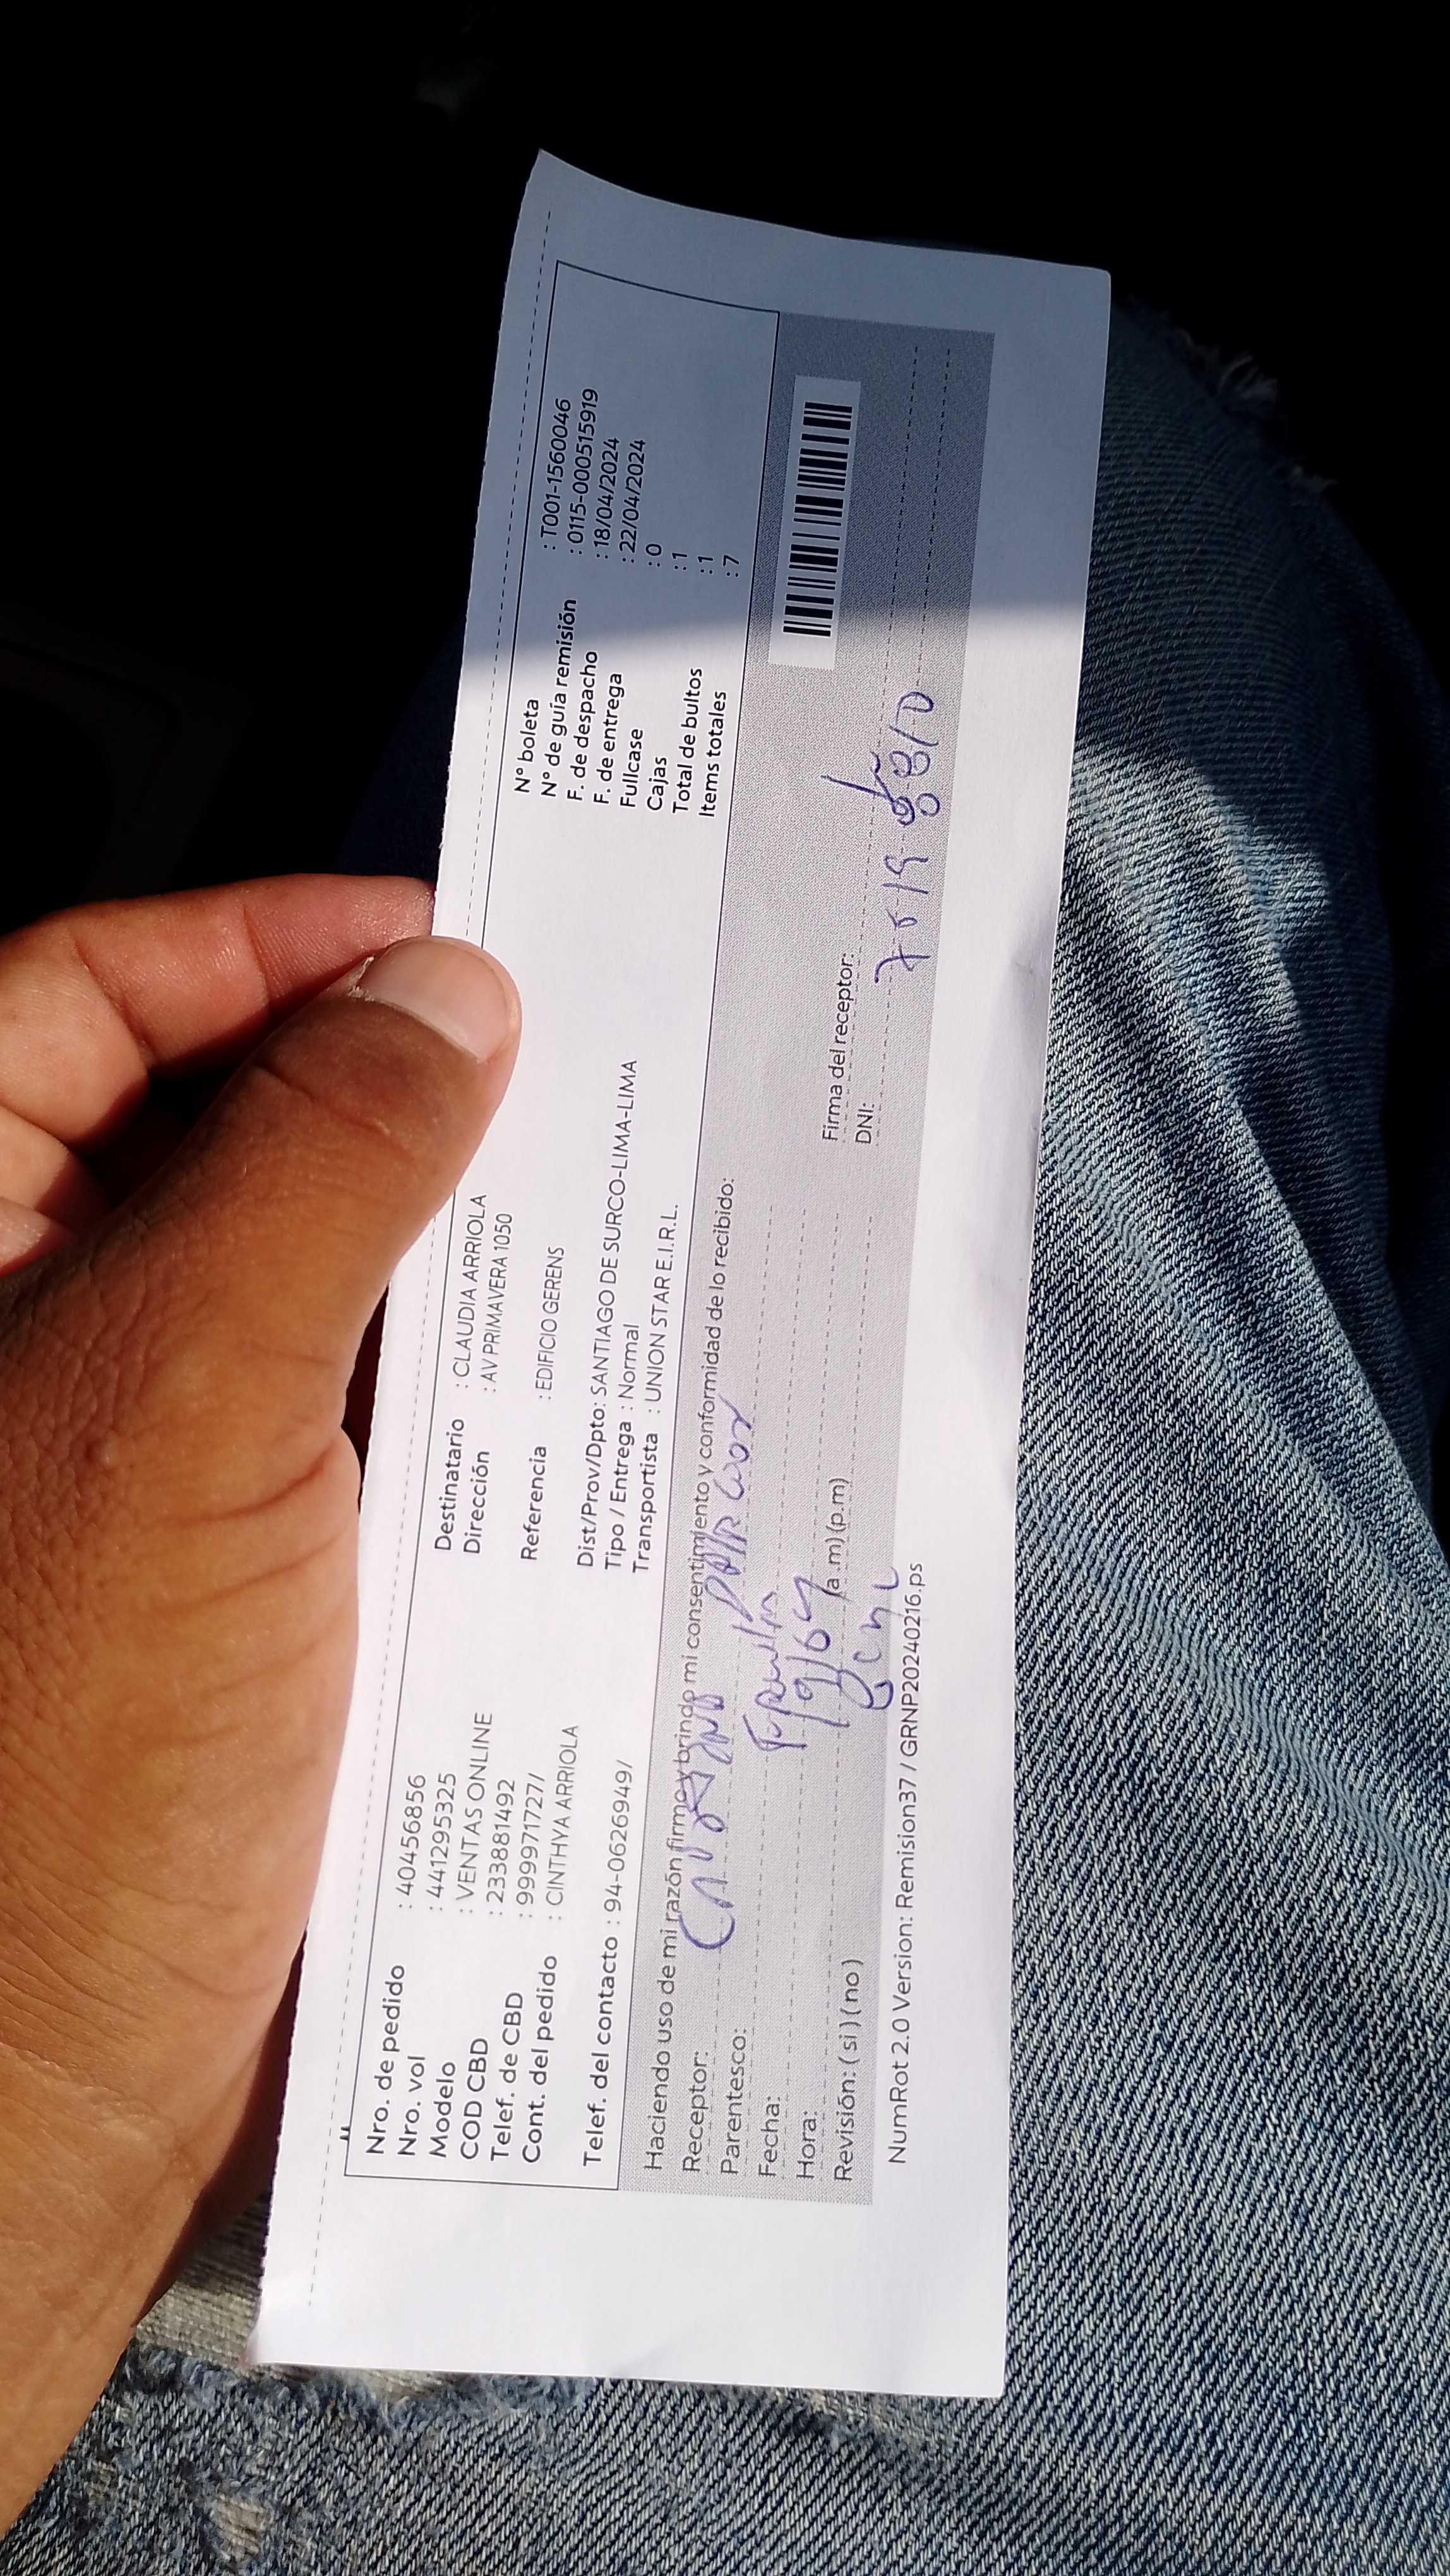 Nro. de pedido : 404456856
Nro. vol : 441295325
Modelo : VENTAS ONLINE
COD CBD : 233881492
Telef. de CBD : 999971727/
Cont. del pedido : CINTHYA ARRIOLA
Telef. del contacto : 94-0626949/
Destinatario : CLAUDIA ARRIOLA
Dirección : AV PRIMAVERA 1050
Referencia : EDIFICIO GERENS
Dist/Prov/Dpto: SANTIAGO DE SURCO-LIMA-LIMA
Tipo / Entrega : Normal
Transportista : UNION STAR E.I.R.L.
N° boleta : T001-1560046
N° de guía remisión : 0115-000515919
F. de despacho : 18/04/2024
F. de entrega : 22/04/2024
Fullcase : 0
Cajas : 1
Total de bultos : 1
Items totales : 7
Haciendo uso de mi razón firmo y brindo mi consentimiento y conformidad de lo recibido:
Receptor:
Parentesco:
Fecha: 19/04
Hora: (a.m) (p.m)
Revisión: ( si ) ( no )
Firma del receptor:
DNI:
NumRot 2.0 Version: Remision37 / GRNP20240216.ps